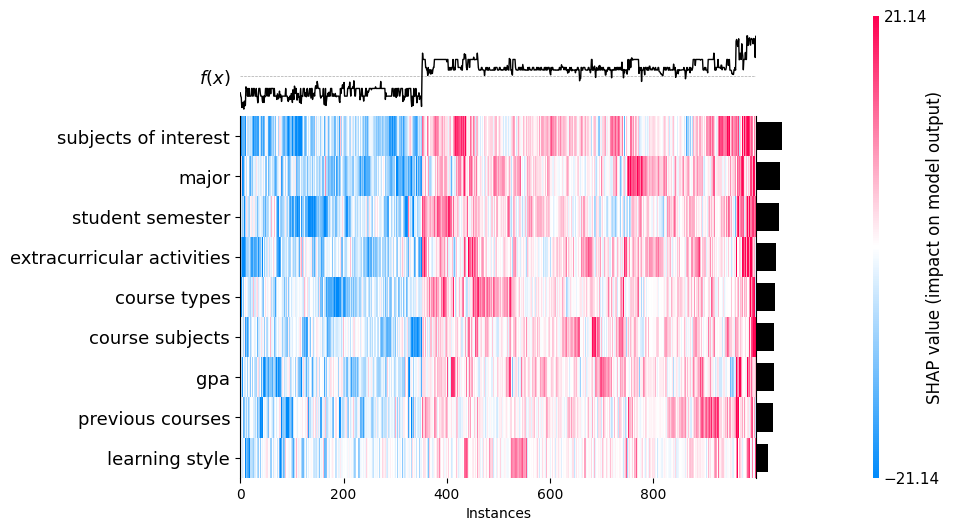 21.14
f(x)
subjects of interest
major
student semester
extracurricular activities
course types
course subjects
gpa
previous courses
learning style
0 200 400 600 800
Instances
−21.14
SHAP value (impact on model output)